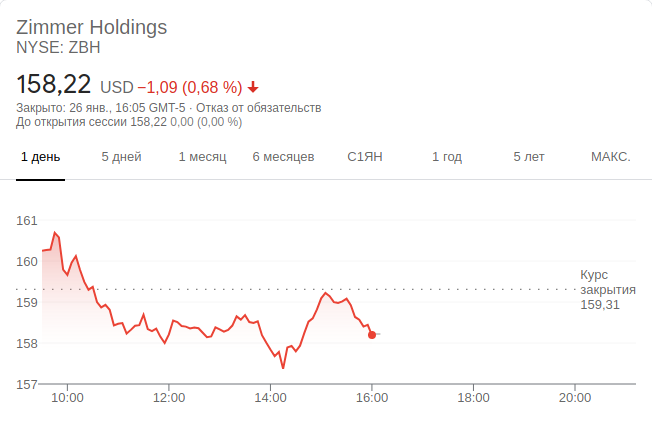 Zimmer Holdings
NYSE: ZBH
158,22 USD −1,09 (0,68 %)
Закрыто: 26 янв., 16:05 GMT-5 · Отказ от обязательств
До открытия сессии 158,22 0,00 (0,00 %)
1 день 5 дней 1 месяц 6 месяцев С1ЯН 1 год 5 лет МАКС.
161
160
159
158
157
Курс
закрытия
159,31
10:00 12:00 14:00 16:00 18:00 20:00